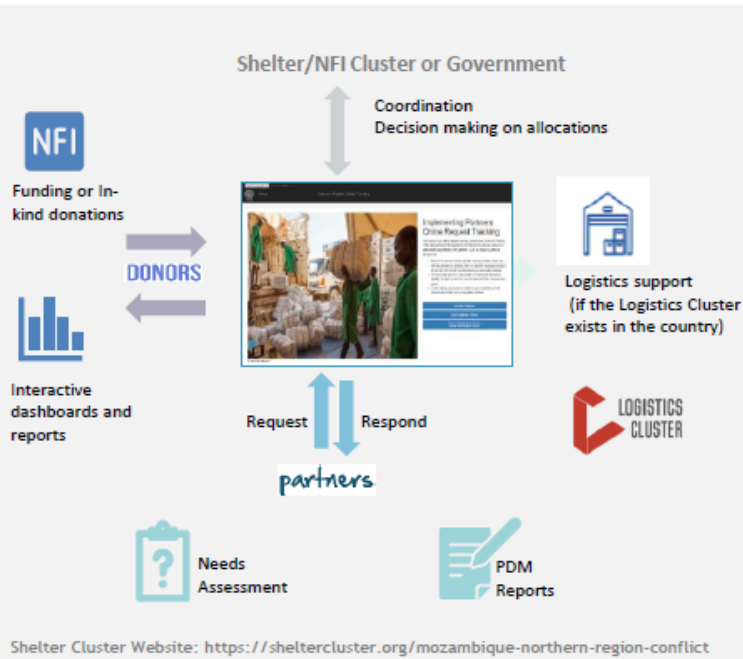 Shelter/NFI Cluster or Government
Coordination
Decision making on allocations
NFI
Funding or In-
kind donations
DONORS
Implementing Partners
Online Request Tracking
Logistics support
(if the Logistics Cluster
exists in the country)
Interactive
dashboards and
reports
Request
Respond
LOGISTICS
CLUSTER
partners
?
Needs
Assessment
PDM
Reports
Shelter Cluster Website: https://sheltercluster.org/mozambique-northern-region-conflict